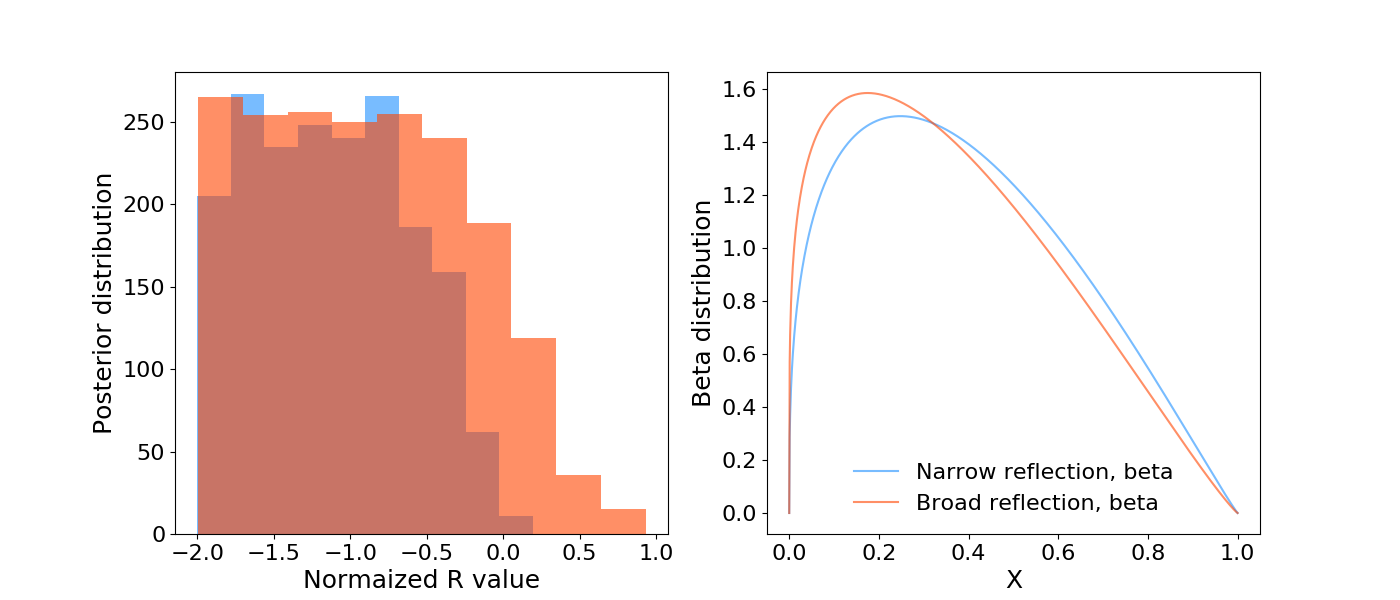 Posterior distribution
250
200
150
100
50
0
−2.0 −1.5 −1.0 −0.5 0.0 0.5 1.0
Normaized R value
Beta distribution
1.6
1.4
1.2
1.0
0.8
0.6
0.4
0.2
0.0
Narrow reflection, beta
Broad reflection, beta
0.0 0.2 0.4 0.6 0.8 1.0
X